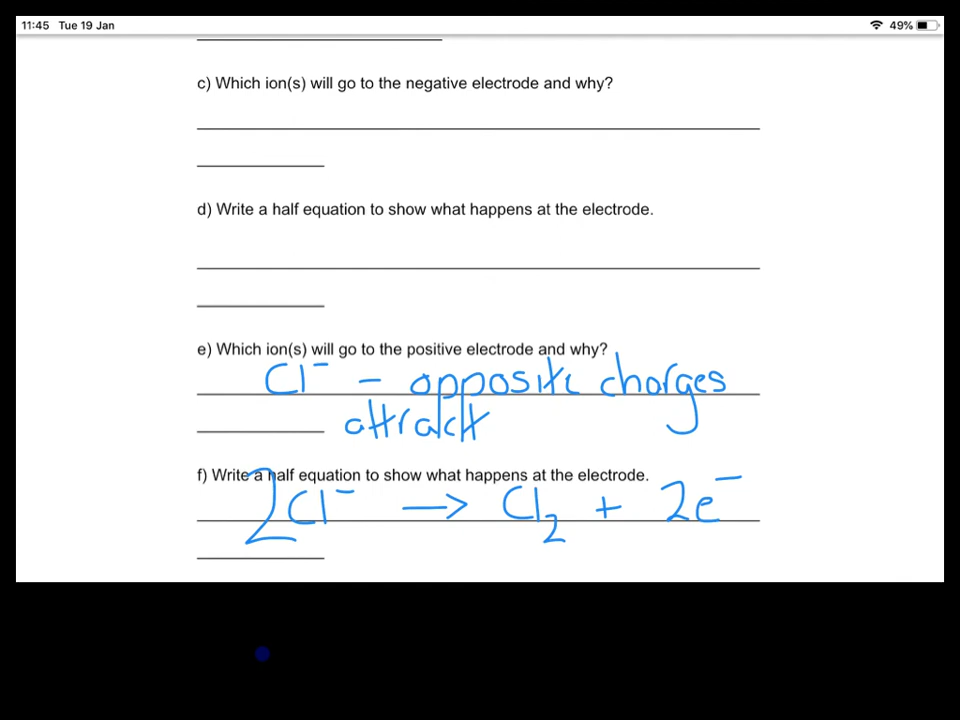 11:45 Tue 19 Jan 49%
c) Which ion(s) will go to the negative electrode and why?
d) Write a half equation to show what happens at the electrode.
e) Which ion(s) will go to the positive electrode and why?
Cl⁻ – opposite charges
attract
f) Write a half equation to show what happens at the electrode.
2Cl⁻ → Cl₂ + 2e⁻